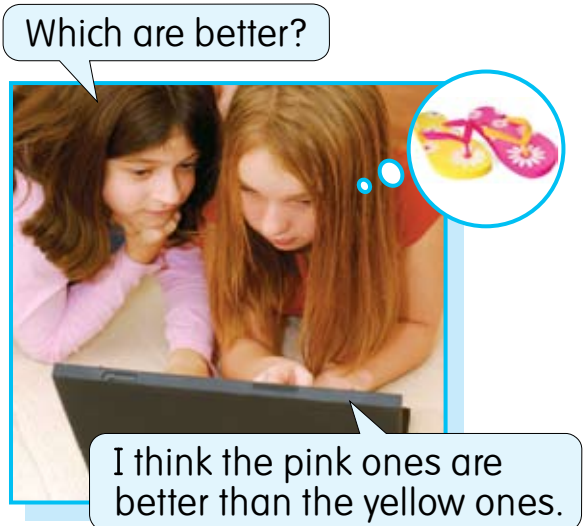 Which are better?
I think the pink ones are
better than the yellow ones.